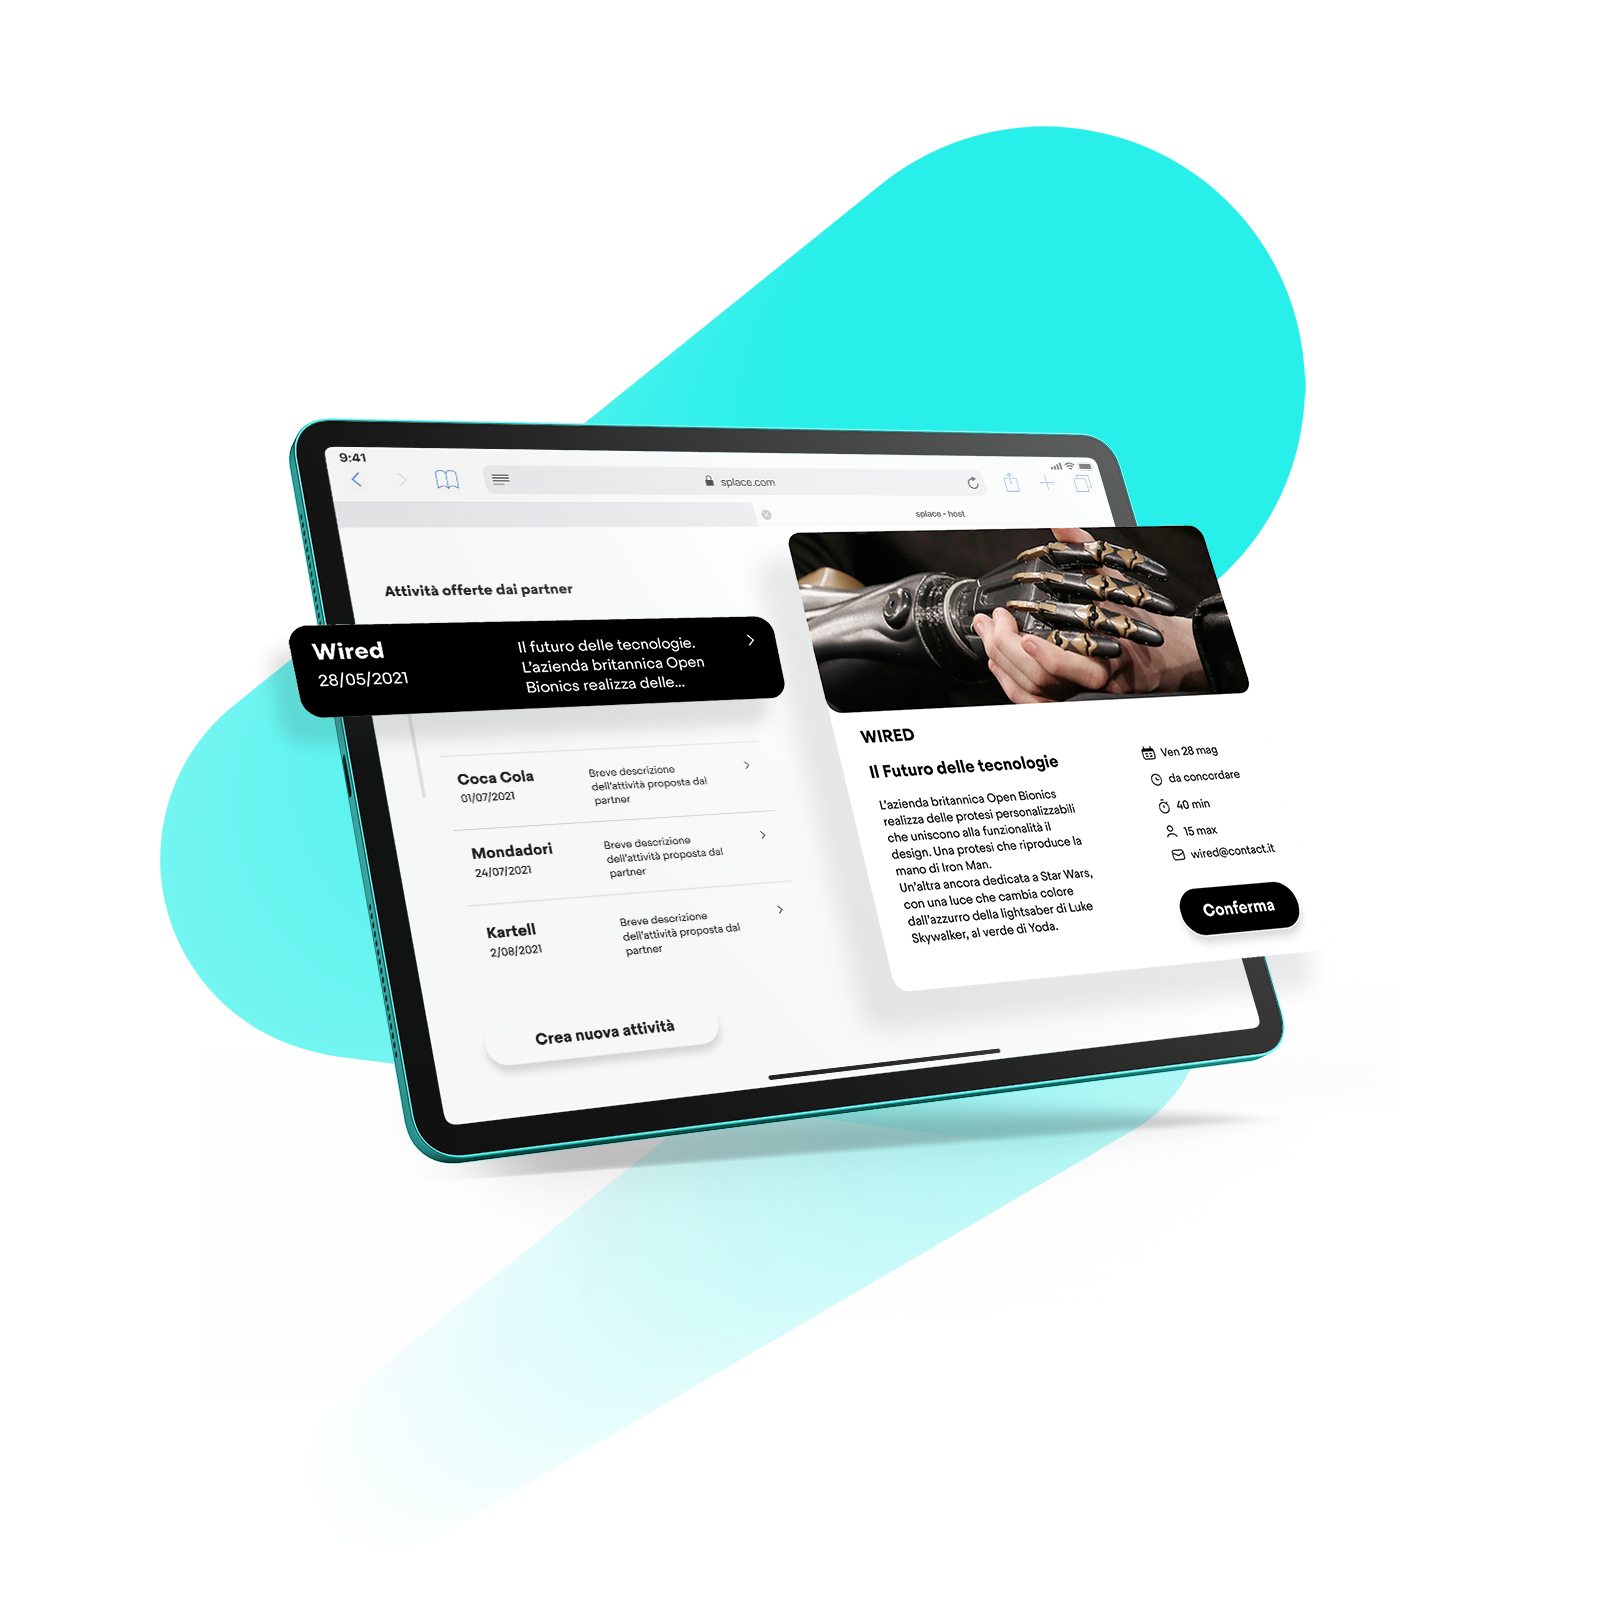 9:41
splace.com
splace - host
Attività offerte dai partner
Wired
28/05/2021
Il futuro delle tecnologie.
L'azienda britannica Open
Bionics realizza delle...
Coca Cola
01/07/2021
Breve descrizione
dell'attività proposta dal
partner
Mondadori
24/07/2021
Breve descrizione
dell'attività proposta dal
partner
Kartell
2/08/2021
Breve descrizione
dell'attività proposta dal
partner
Crea nuova attività
WIRED
Il Futuro delle tecnologie
L'azienda britannica Open Bionics
realizza delle protesi personalizzabili
che uniscono alla funzionalità il
design. Una protesi che riproduce la
mano di Iron Man.
Un'altra ancora dedicata a Star Wars,
con una luce che cambia colore
dall'azzurro della lightsaber di Luke
Skywalker, al verde di Yoda.
Ven 28 mag
da concordare
40 min
15 max
wired@contact.it
Conferma